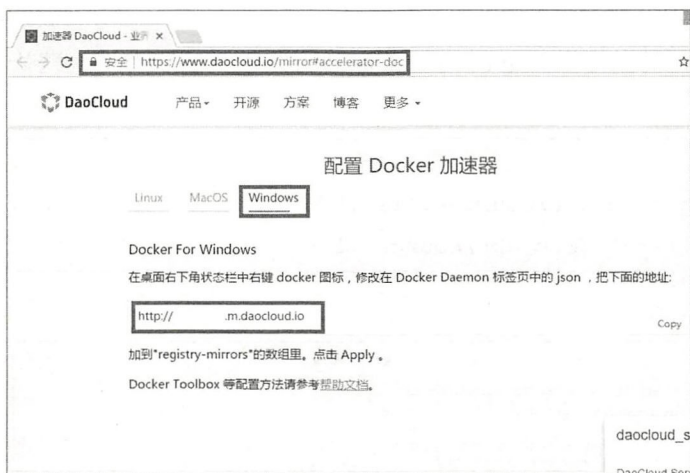 加速器 DaoCloud - 业
安全 | https://www.daocloud.io/mirror#accelerator-doc
DaoCloud 产品 开源 方案 博客 更多
配置 Docker 加速器
Linux MacOS Windows
Docker For Windows
在桌面右下角状态栏中右键 docker 图标，修改在 Docker Daemon 标签页中的 json ，把下面的地址:
http:// .m.daocloud.io
Copy
加到"registry-mirrors"的数组里。点击 Apply 。
Docker Toolbox 等配置方法请参考帮助文档。
daocloud_s
DaoCloud Ser